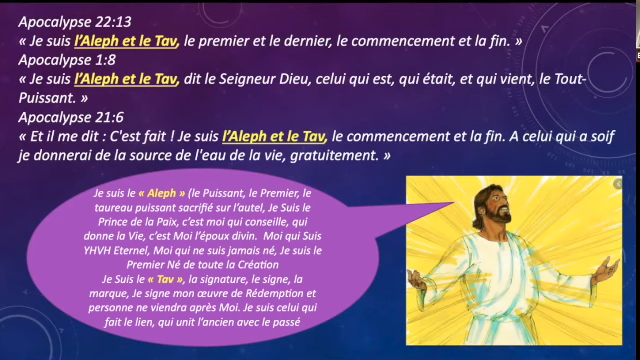 Apocalypse 22:13
« Je suis l'Aleph et le Tav, le premier et le dernier, le commencement et la fin. »
Apocalypse 1:8
« Je suis l'Aleph et le Tav, dit le Seigneur Dieu, celui qui est, qui était, et qui vient, le Tout-
Puissant. »
Apocalypse 21:6
« Et il me dit : C'est fait ! Je suis l'Aleph et le Tav, le commencement et la fin. A celui qui a soif
je donnerai de la source de l'eau de la vie, gratuitement. »
Je suis le « Aleph » (le Puissant, le Premier, le
taureau puissant sacrifié sur l'autel, Je Suis le
Prince de la Paix, c'est moi qui conseille, qui
donne la Vie, c'est Moi l'époux divin. Moi qui Suis
YHVH Eternel, Moi qui ne suis jamais né, Je suis le
Premier Né de toute la Création
Je Suis le « Tav », la signature, le signe, la
marque, Je signe mon œuvre de Rédemption et
personne ne viendra après Moi. Je suis celui qui
fait le lien, qui unit l'ancien avec le passé